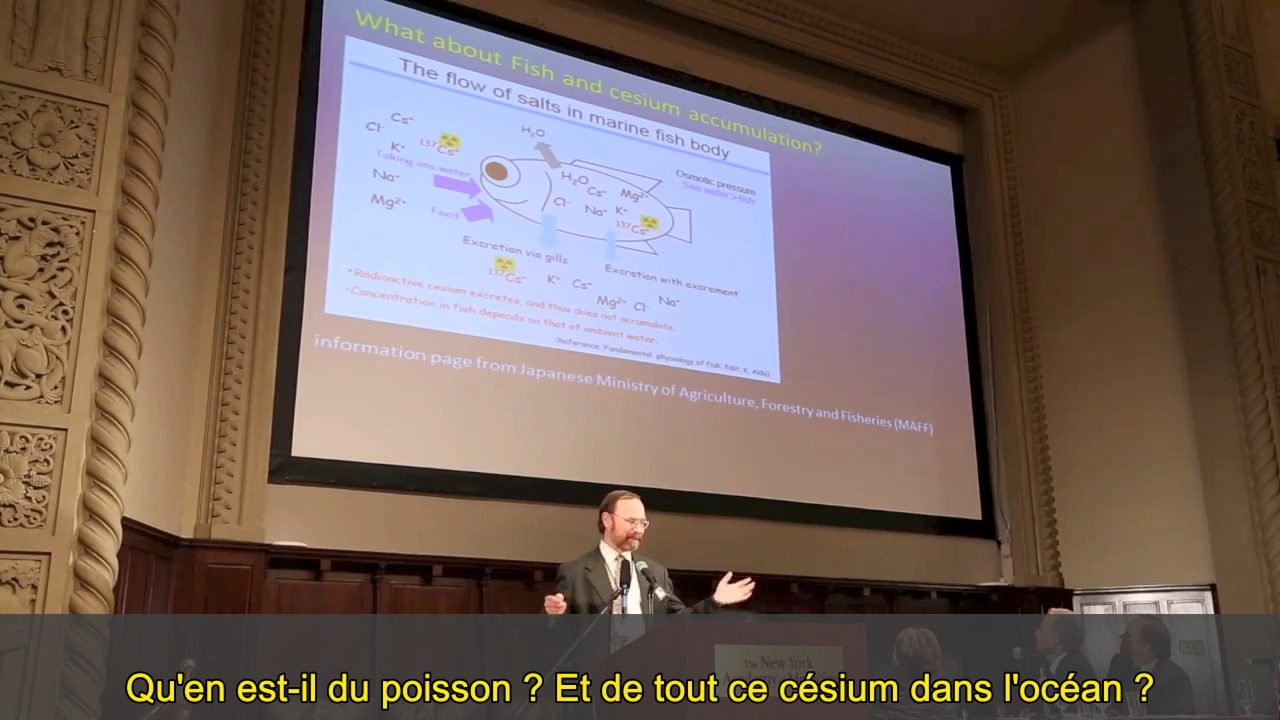 What about Fish and cesium accumulation?
The flow of salts in marine fish body
Cs⁺
Cl⁻
K⁺
¹³⁷Cs⁺
Taking sea water
Na⁺
Mg²⁺
Feed
H₂O
H₂O
Cs⁺
Mg²⁺
Cl⁻
Na⁺
K⁺
¹³⁷Cs⁺
Osmotic pressure
Sea water>fish
Excretion via gills
Excretion with excrement
¹³⁷Cs⁺
K⁺
Cs⁺
Mg²⁺
Cl⁻
Na⁺
•Radioactive cesium excretes, and thus does not accumulate.
•Concentration in fish depends on that of ambient water.
(Reference: Fundamental physiology of fish, Edit. K. Aida)
information page from Japanese Ministry of Agriculture, Forestry and Fisheries (MAFF)
The New York
Qu'en est-il du poisson ? Et de tout ce césium dans l'océan ?